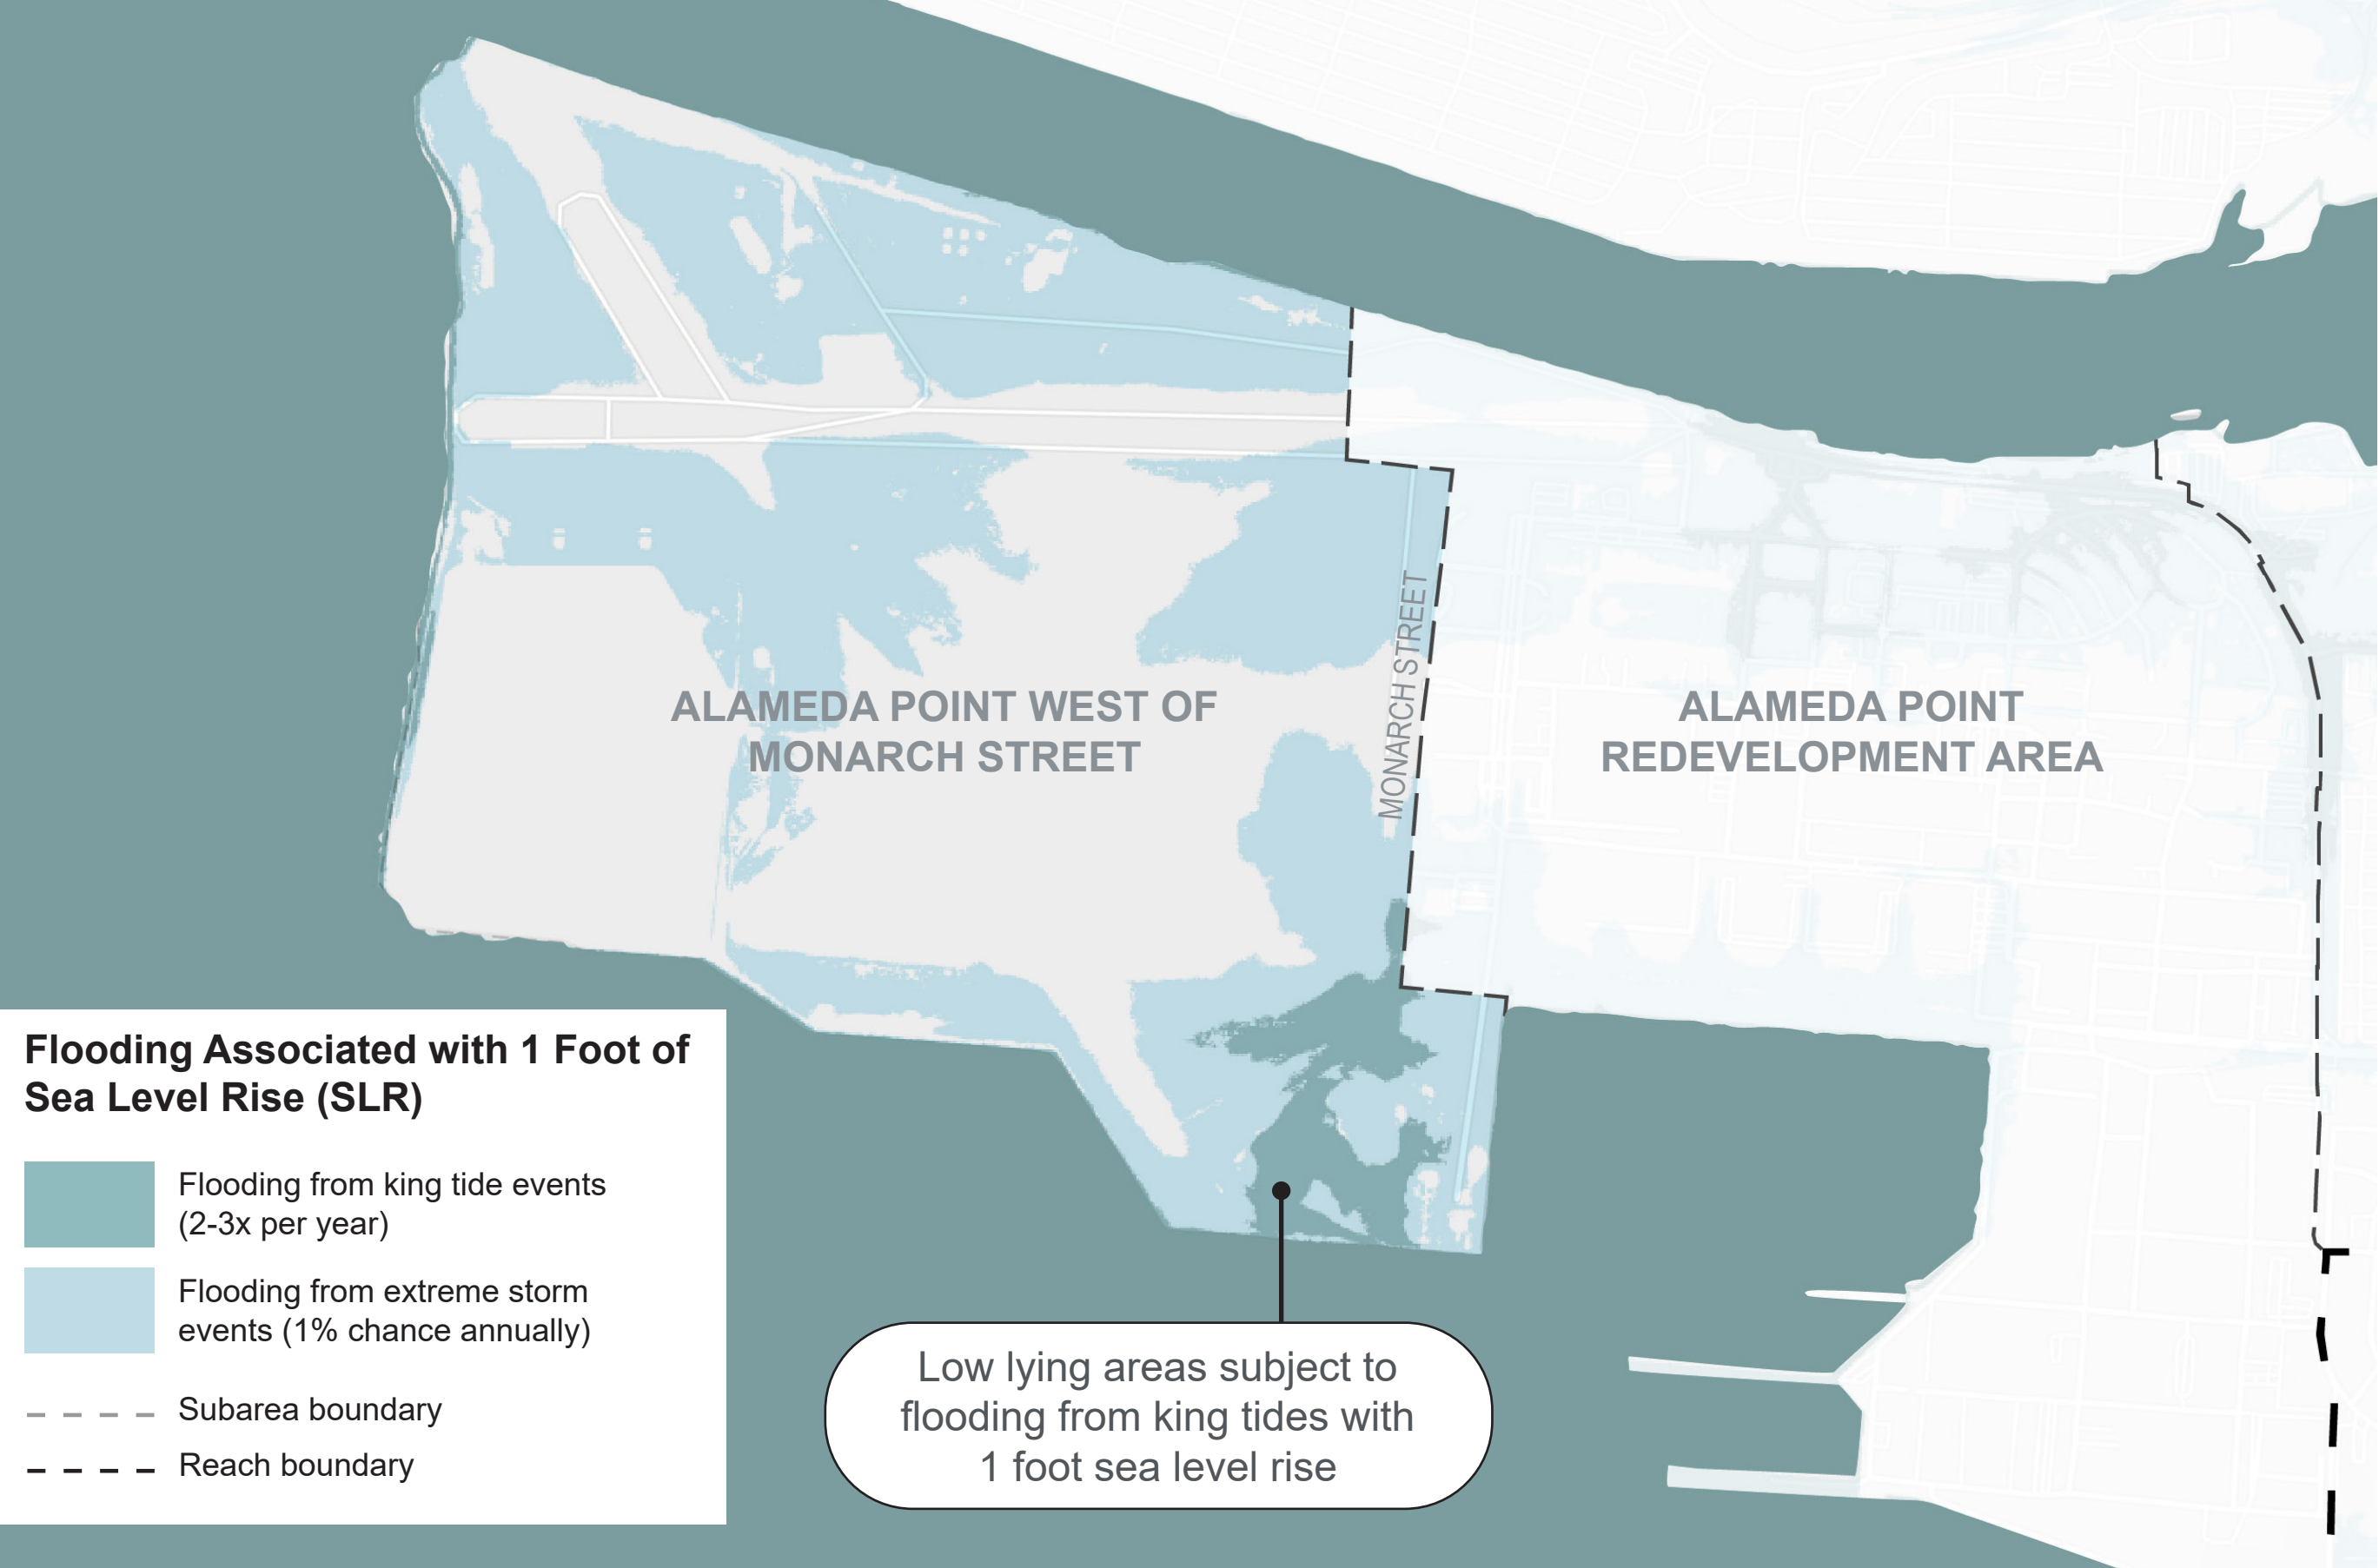 ALAMEDA POINT WEST OF
MONARCH STREET
MONARCH STREET
ALAMEDA POINT
REDEVELOPMENT AREA
Flooding Associated with 1 Foot of
Sea Level Rise (SLR)
Flooding from king tide events
(2-3x per year)
Flooding from extreme storm
events (1% chance annually)
Subarea boundary
Reach boundary
Low lying areas subject to
flooding from king tides with
1 foot sea level rise